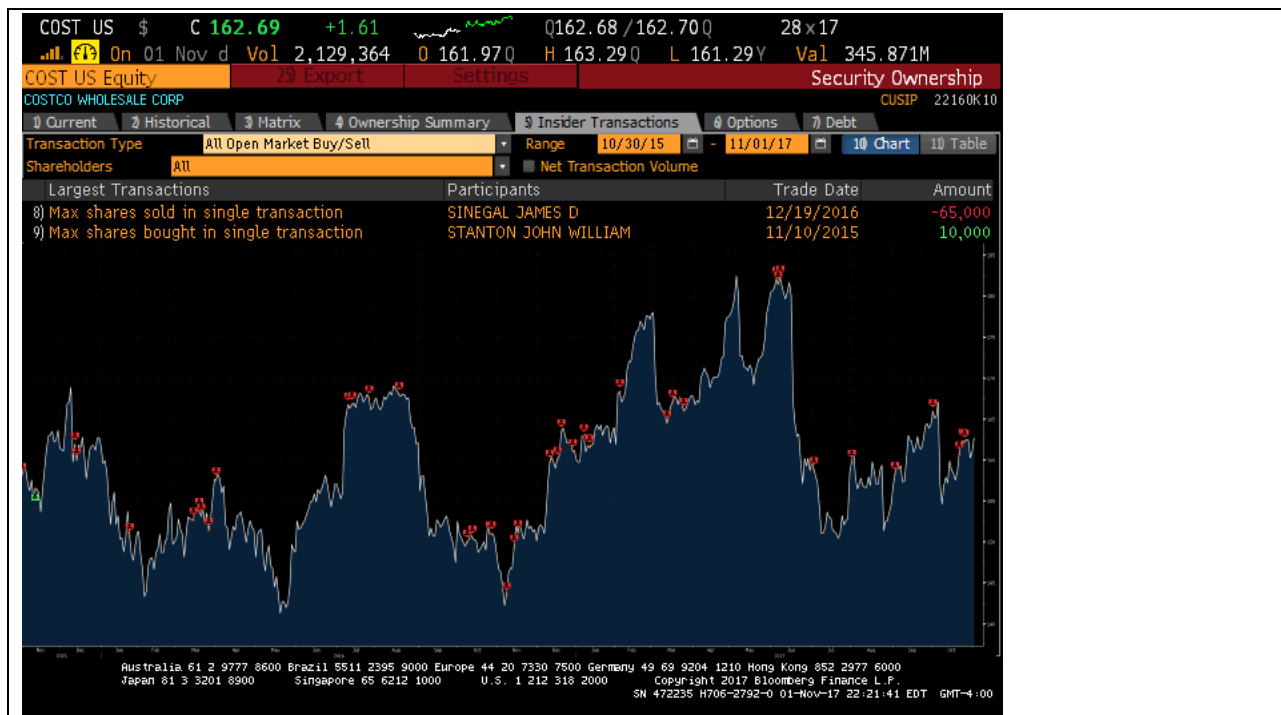 COST US $ C 162.69 +1.61 Q162.68 / 162.70Q 28 x 17
On 01 Nov d Vol 2,129,364 O 161.97Q H 163.29Q L 161.29Y Val 345.871M
COST US Equity 29) Export Settings Security Ownership
COSTCO WHOLESALE CORP CUSIP 22160K10
1) Current 2) Historical 3) Matrix 4) Ownership Summary 5) Insider Transactions 6) Options 7) Debt
Transaction Type All Open Market Buy/Sell Range 10/30/15 - 11/01/17 10) Chart 11) Table
Shareholders All Net Transaction Volume
Largest Transactions Participants Trade Date Amount
8) Max shares sold in single transaction SINEGAL JAMES D 12/19/2016 -65,000
9) Max shares bought in single transaction STANTON JOHN WILLIAM 11/10/2015 10,000
Australia 61 2 9777 8600 Brazil 5511 2395 9000 Europe 44 20 7330 7500 Germany 49 69 9204 1210 Hong Kong 852 2977 6000
Japan 81 3 3201 8900 Singapore 65 6212 1000 U.S. 1 212 318 2000 Copyright 2017 Bloomberg Finance L.P.
SN 472235 H706-2792-0 01-Nov-17 22:21:41 EDT GMT-4:00